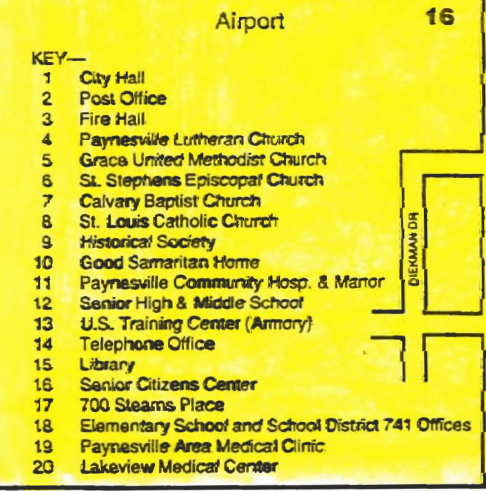 Airport 16
KEY—
1 City Hall
2 Post Office
3 Fire Hall
4 Paynesville Lutheran Church
5 Grace United Methodist Church
6 St. Stephens Episcopal Church
7 Calvary Baptist Church
8 St. Louis Catholic Church
9 Historical Society
10 Good Samaritan Home
11 Paynesville Community Hosp. & Manor
12 Senior High & Middle School
13 U.S. Training Center (Armory)
14 Telephone Office
15 Library
16 Senior Citizens Center
17 700 Stearns Place
18 Elementary School and School District 741 Offices
19 Paynesville Area Medical Clinic
20 Lakeview Medical Center
DIEKMAN DR